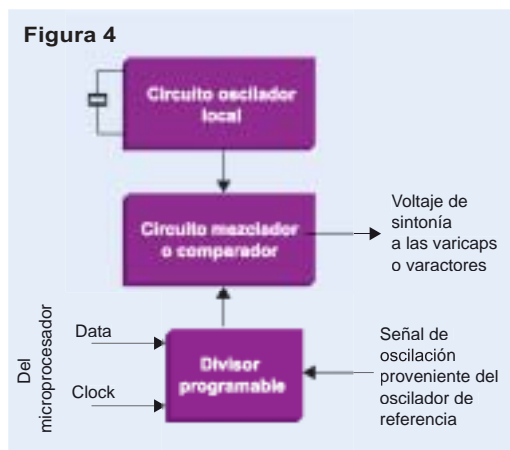 Figura 4
Circuito oscilador
local
Circuito mezclador
o comparador
Voltaje de
sintonía
a las varicaps
o varactores
Del
microprocesador
Data
Clock
Divisor
programable
Señal de
oscilación
proveniente del
oscilador de
referencia